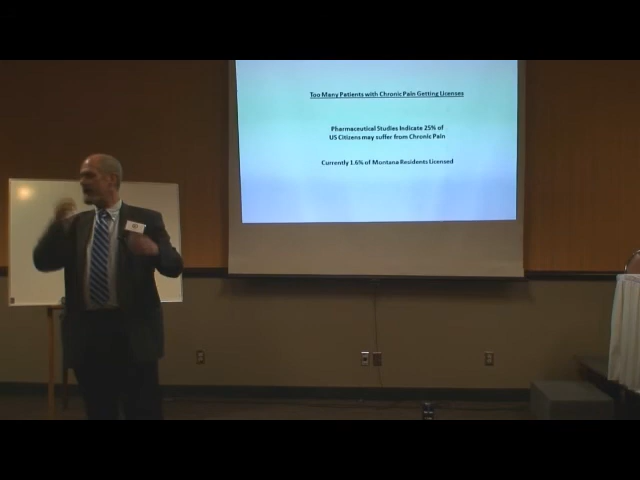 Too Many Patients with Chronic Pain Getting Licenses
Pharmaceutical Studies Indicate 25% of
US Citizens may suffer from Chronic Pain
Currently 1.6% of Montana Residents Licensed